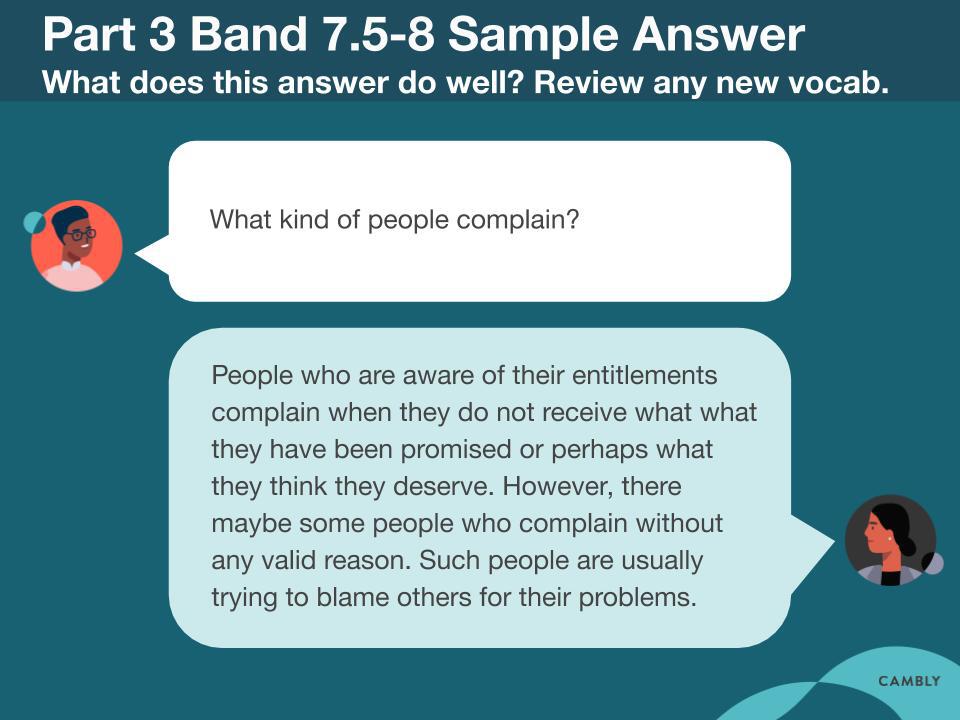 Part 3 Band 7.5-8 Sample Answer
What does this answer do well? Review any new vocab.
What kind of people complain?
People who are aware of their entitlements
complain when they do not receive what what
they have been promised or perhaps what
they think they deserve. However, there
maybe some people who complain without
any valid reason. Such people are usually
trying to blame others for their problems.
CAMBLY